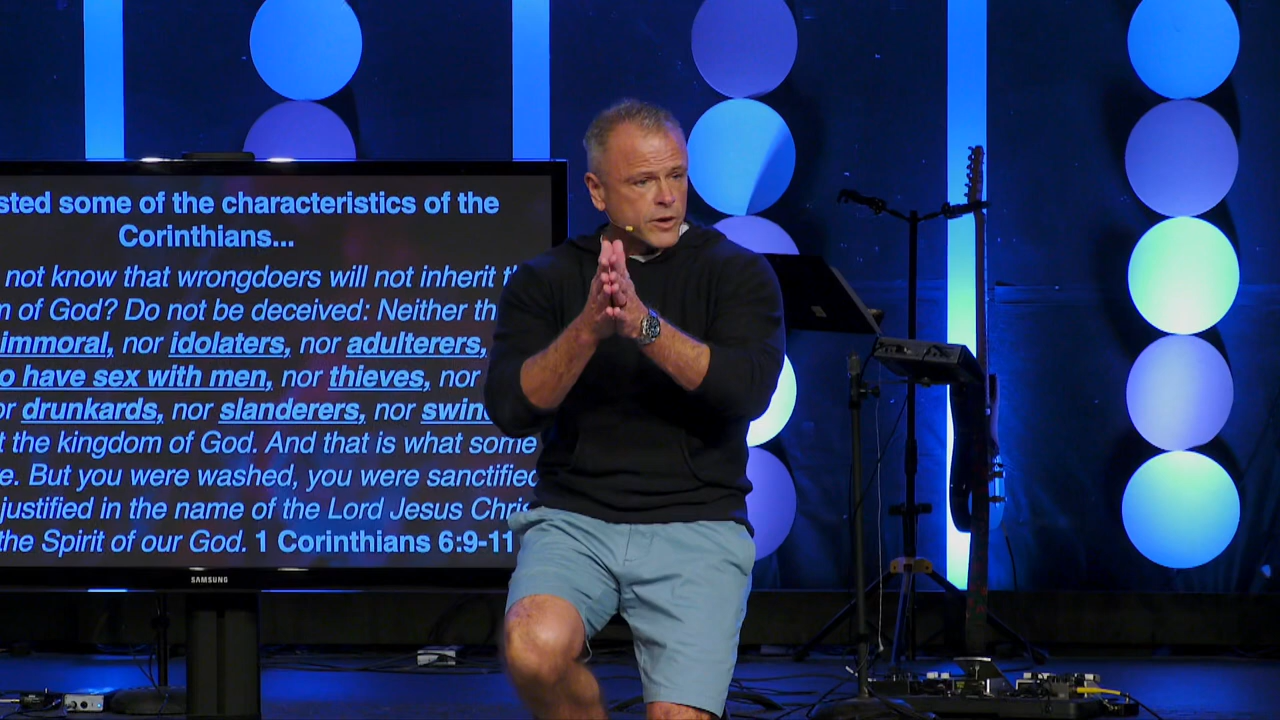 sted some of the characteristics of the
Corinthians...
not know that wrongdoers will not inherit
m of God? Do not be deceived: Neither
immoral, nor idolaters, nor adulterers,
o have sex with men, nor thieves, nor
or drunkards, nor slanderers, nor
t the kingdom of God. And that is what some
e. But you were washed, you were sanctified
justified in the name of the Lord Jesus
the Spirit of our God. 1 Corinthians 6:9-11
SAMSUNG